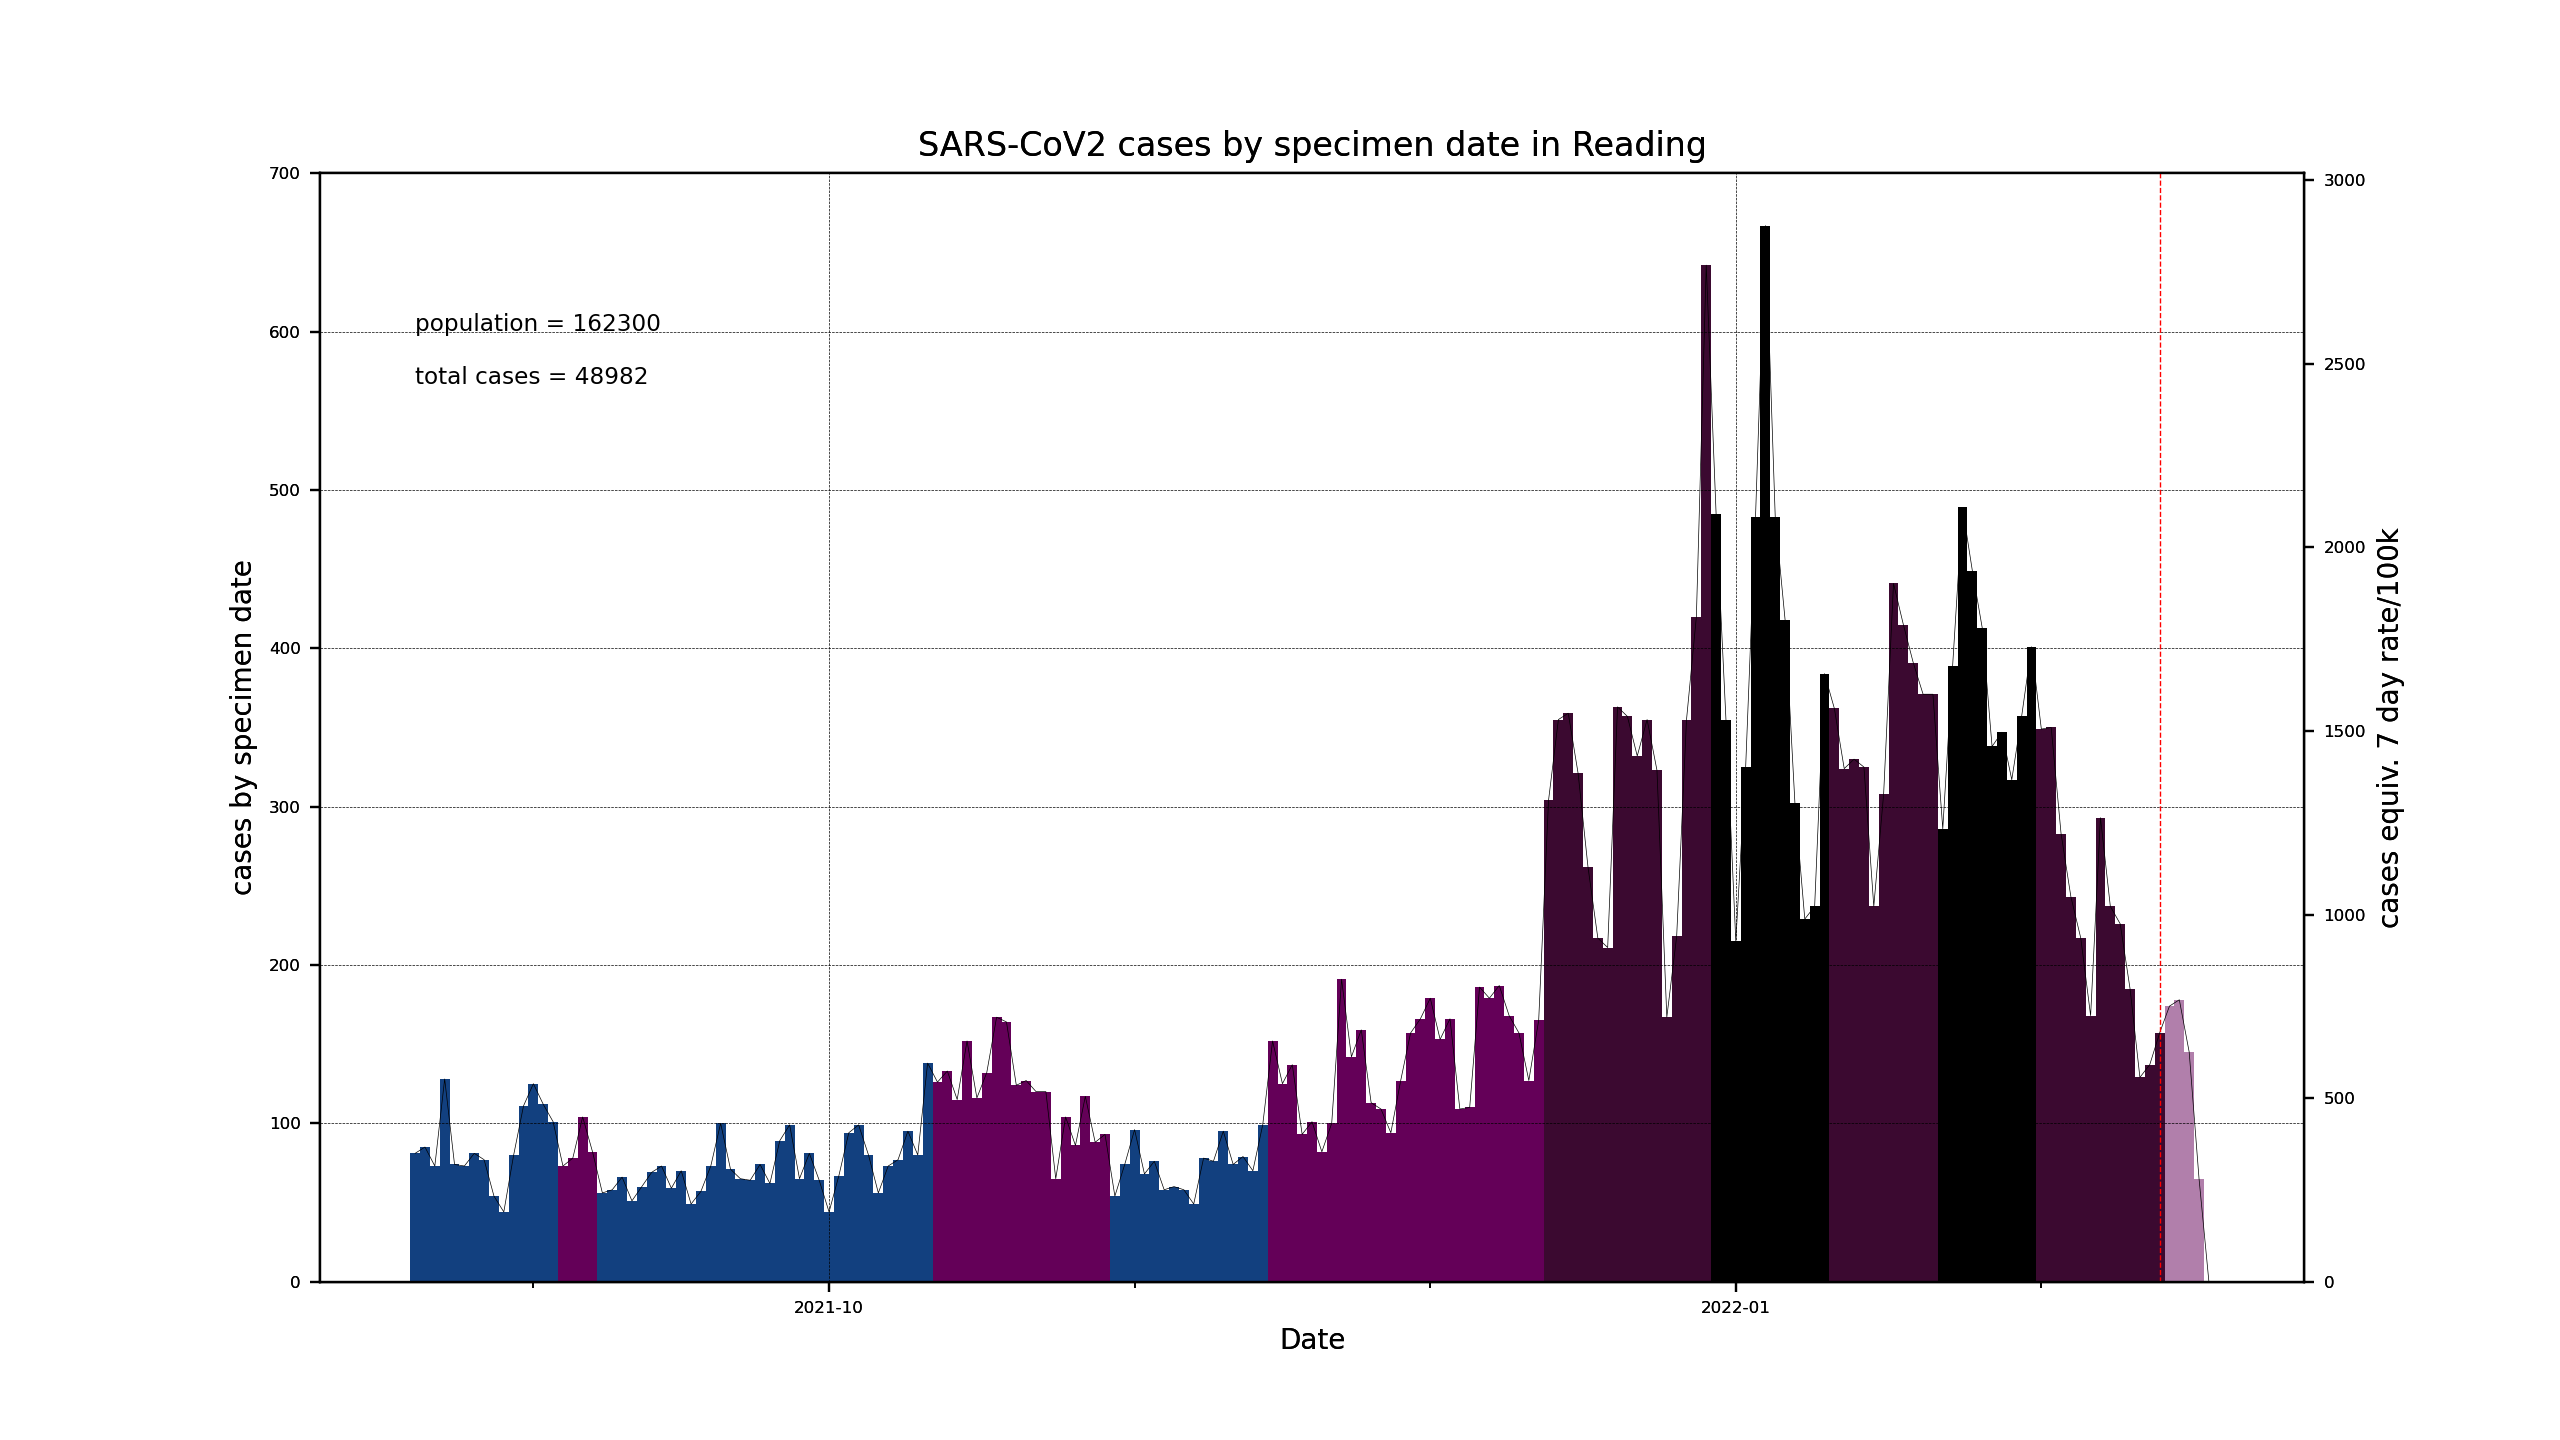 SARS-CoV2 cases by specimen date in Reading
700
600
500
400
300
200
100
0
cases by specimen date
population = 162300
total cases = 48982
3000
2500
2000
1500
1000
500
0
cases equiv. 7 day rate/100k
2021-10
2022-01
Date